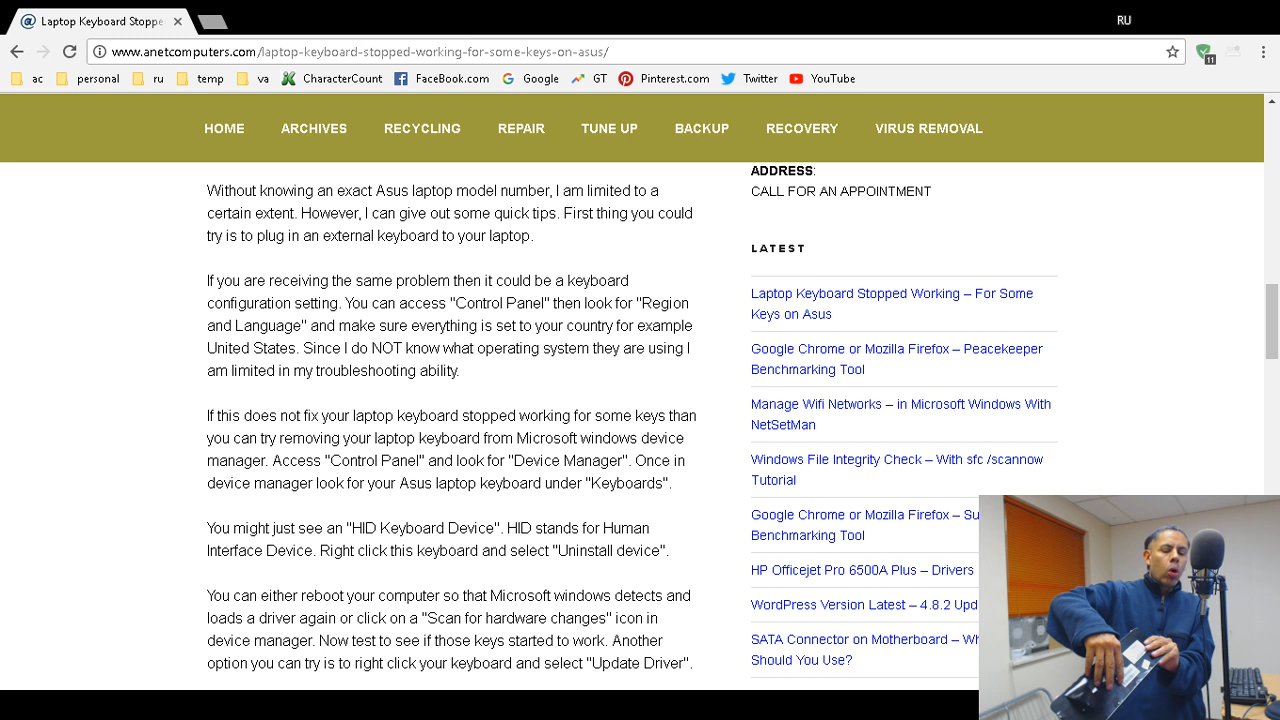 RU
Laptop Keyboard Stoppe
www.anetcomputers.com/laptop-keyboard-stopped-working-for-some-keys-on-asus/
11
ac personal ru temp va CharacterCount FaceBook.com Google GT Pinterest.com Twitter YouTube
HOME ARCHIVES RECYCLING REPAIR TUNE UP BACKUP RECOVERY VIRUS REMOVAL
Without knowing an exact Asus laptop model number, I am limited to a
certain extent. However, I can give out some quick tips. First thing you could
try is to plug in an external keyboard to your laptop.
If you are receiving the same problem then it could be a keyboard
configuration setting. You can access "Control Panel" then look for "Region
and Language" and make sure everything is set to your country for example
United States. Since I do NOT know what operating system they are using I
am limited in my troubleshooting ability.
If this does not fix your laptop keyboard stopped working for some keys than
you can try removing your laptop keyboard from Microsoft windows device
manager. Access "Control Panel" and look for "Device Manager". Once in
device manager look for your Asus laptop keyboard under "Keyboards".
You might just see an "HID Keyboard Device". HID stands for Human
Interface Device. Right click this keyboard and select "Uninstall device".
You can either reboot your computer so that Microsoft windows detects and
loads a driver again or click on a "Scan for hardware changes" icon in
device manager. Now test to see if those keys started to work. Another
option you can try is to right click your keyboard and select "Update Driver".
ADDRESS:
CALL FOR AN APPOINTMENT
LATEST
Laptop Keyboard Stopped Working – For Some
Keys on Asus
Google Chrome or Mozilla Firefox – Peacekeeper
Benchmarking Tool
Manage Wifi Networks – in Microsoft Windows With
NetSetMan
Windows File Integrity Check – With sfc /scannow
Tutorial
Google Chrome or Mozilla Firefox – Su
Benchmarking Tool
HP Officejet Pro 6500A Plus – Drivers
WordPress Version Latest – 4.8.2 Upd
SATA Connector on Motherboard – Wh
Should You Use?